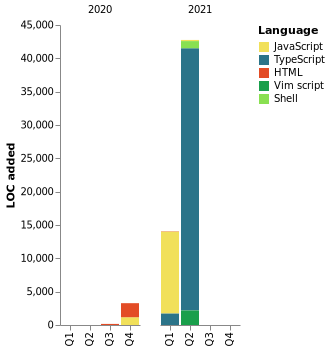 2020
2021
LOC added
45,000
40,000
35,000
30,000
25,000
20,000
15,000
10,000
5,000
0
Q1
Q2
Q3
Q4
Q1
Q2
Q3
Q4
Language
JavaScript
TypeScript
HTML
Vim script
Shell